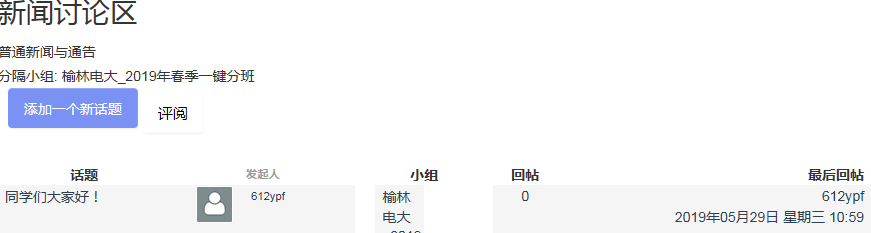 新闻讨论区
普通新闻与通告
分隔小组: 榆林电大_2019年春季一键分班
添加一个新话题 评阅
话题 发起人 小组 回帖 最后回帖
同学们大家好！ 612ypf 榆林 0 612ypf
电大 2019年05月29日 星期三 10:59